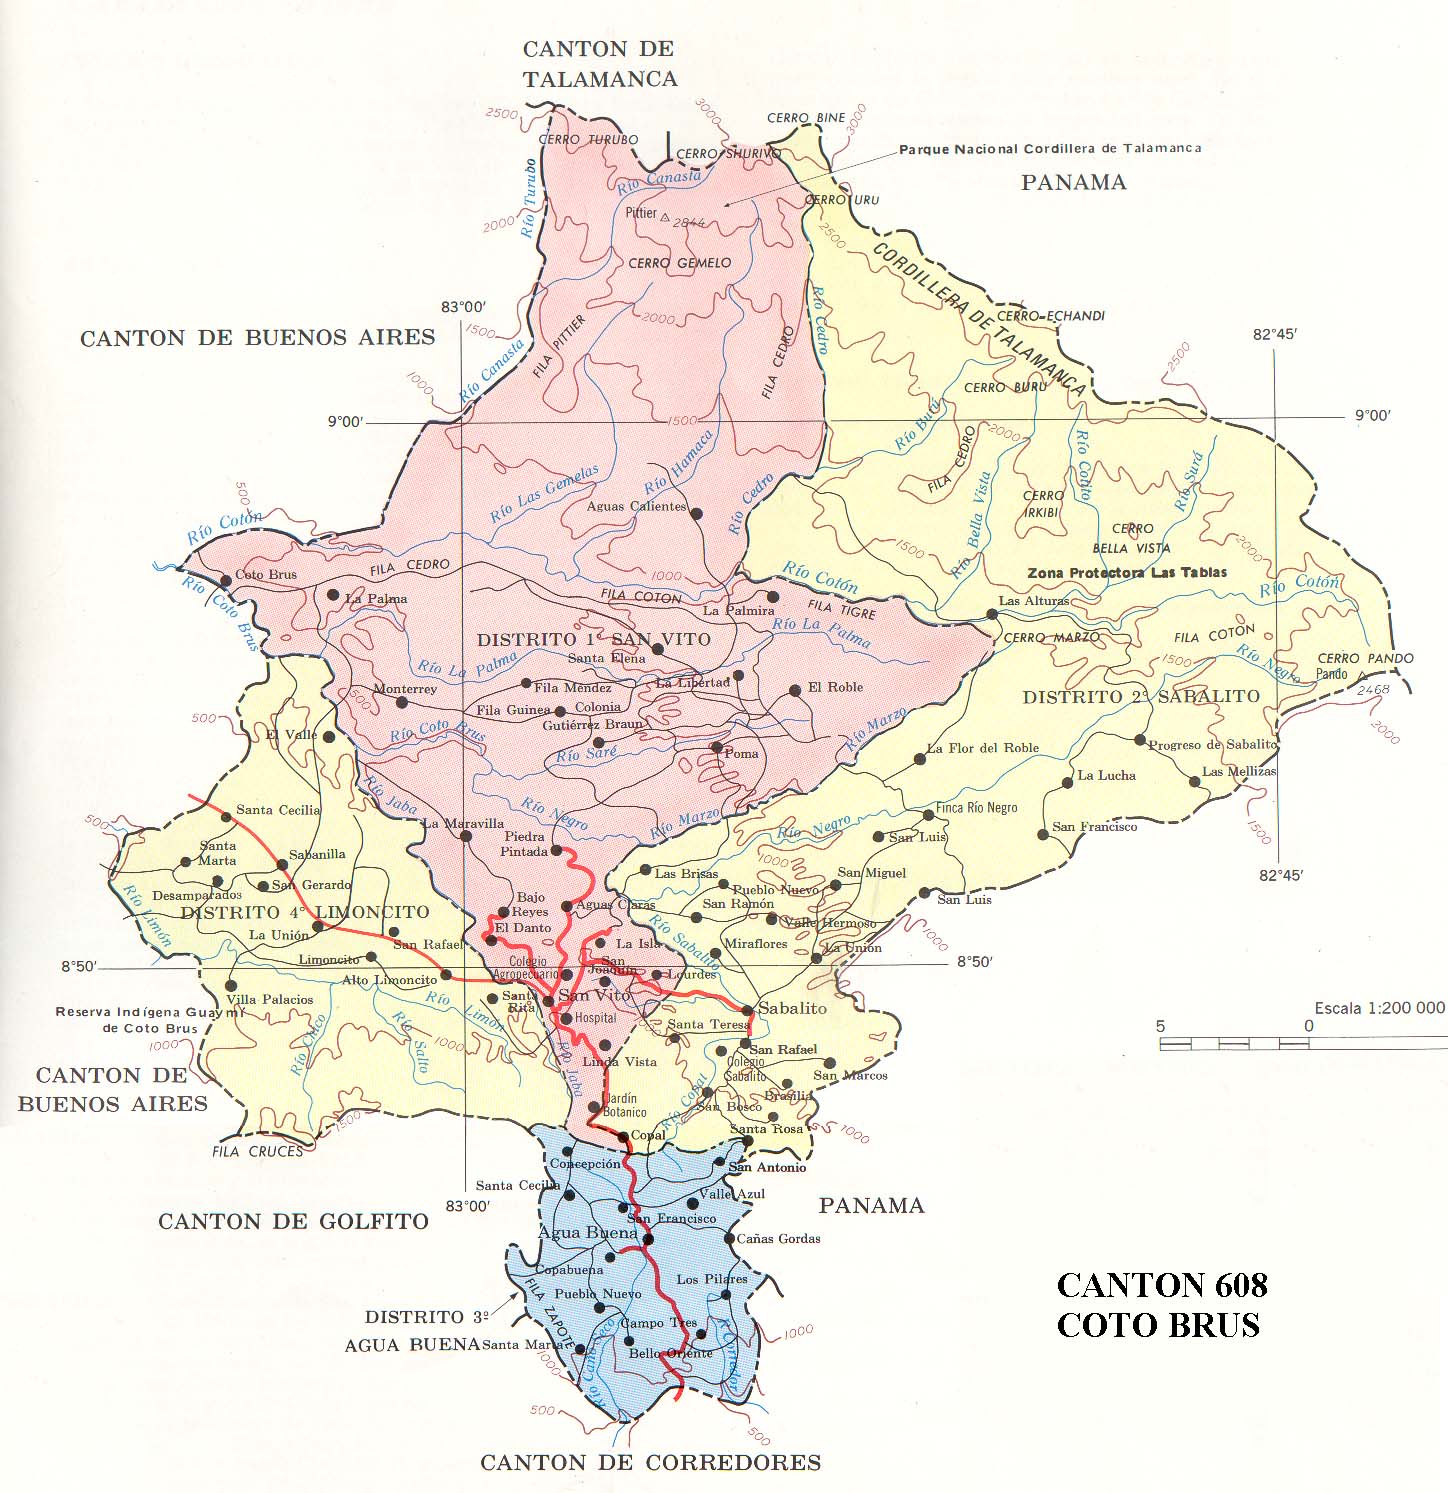 CANTON DE
TALAMANCA
2500
3000
CERRO BINE
3000
CERRO TURUBO
CERRO SHURIVO
Parque Nacional Cordillera de Talamanca
PANAMA
Río Turubo
Río Canasta
CERRO URU
Pittier
2844
2000
2500
CERRO GEMELO
CORDILLERA DE TALAMANCA
83°00'
CERRO ECHANDI
82°45'
CANTON DE BUENOS AIRES
1500
2000
FILA PITTIER
Río Cedro
FILA CEDRO
2500
Río Canasta
1000
CERRO BURU
9°00'
1500
9°00'
Río Burú
2000
FILA CEDRO
Río Cotito
Río Hamaca
Río Las Gemelas
Río Cedro
Río Bella Vista
Río Surá
500
CERRO
IRKIBI
Aguas Calientes
Río Cotón
CERRO
BELLA VISTA
1500
2000
FILA CEDRO
Coto Brus
1000
Río Cotón
Zona Protectora Las Tablas
Río Cotón
Río Coto Brus
La Palma
FILA COTON
La Palmira
FILA TIGRE
Las Alturas
DISTRITO 1º SAN VITO
Río La Palma
CERRO MARZO
FILA COTON
Santa Elena
Río La Palma
1500
Río Negro
CERRO PANDO
Pando
2468
La Libertad
El Roble
Monterrey
Fila Méndez
1500
DISTRITO 2º SABALITO
Fila Guinea
Colonia
Gutiérrez Braun
500
El Valle
Río Coto Brus
Río Saré
Poma
Río Marzo
La Flor del Roble
Progreso de Sabalito
2000
La Lucha
Las Mellizas
Río Jaba
Santa Cecilia
Río Negro
Río Marzo
Finca Río Negro
500
La Maravilla
Piedra
Pintada
Río Negro
San Luis
San Francisco
1500
Santa
Marta
Sabanilla
1000
Las Brisas
San Miguel
82°45'
Desamparados
San Gerardo
Pueblo Nuevo
San Luis
Río Limón
Bajo
Reyes
Aguas Claras
San Ramón
DISTRITO 4º LIMONCITO
El Danto
Valle Hermoso
La Unión
San Rafael
La Isla
Río Sabalito
Miraflores
La Unión
1000
Limoncito
Colegio
Agropecuario
San
Joaquín
8°50'
8°50'
Alto Limoncito
Lourdes
Villa Palacios
Río Limón
Santa
Rita
San Vito
Sabalito
Escala 1:200 000
Reserva Indígena Guaymí
de Coto Brus
Hospital
1000
Santa Teresa
5
0
Río Chico
Río Salto
1000
1000
San Rafael
Linda Vista
Colegio
Sabalito
San Marcos
CANTON DE
BUENOS AIRES
Río Jaba
Río Copal
Brasilia
Jardín
Botánico
San Bosco
1500
Santa Rosa
1000
Copal
FILA CRUCES
Concepción
San Antonio
Santa Cecilia
Valle Azul
83°00'
PANAMA
San Francisco
CANTON DE GOLFITO
Agua Buena
Cañas Gordas
Copabuena
Los Pilares
FILA ZAPOTE
Pueblo Nuevo
CANTON 608
COTO BRUS
DISTRITO 3º
AGUA BUENA
Campo Tres
1000
Santa Marta
Bello Oriente
1000
Río Caño Seco
R. Corredor
500
500
CANTON DE CORREDORES